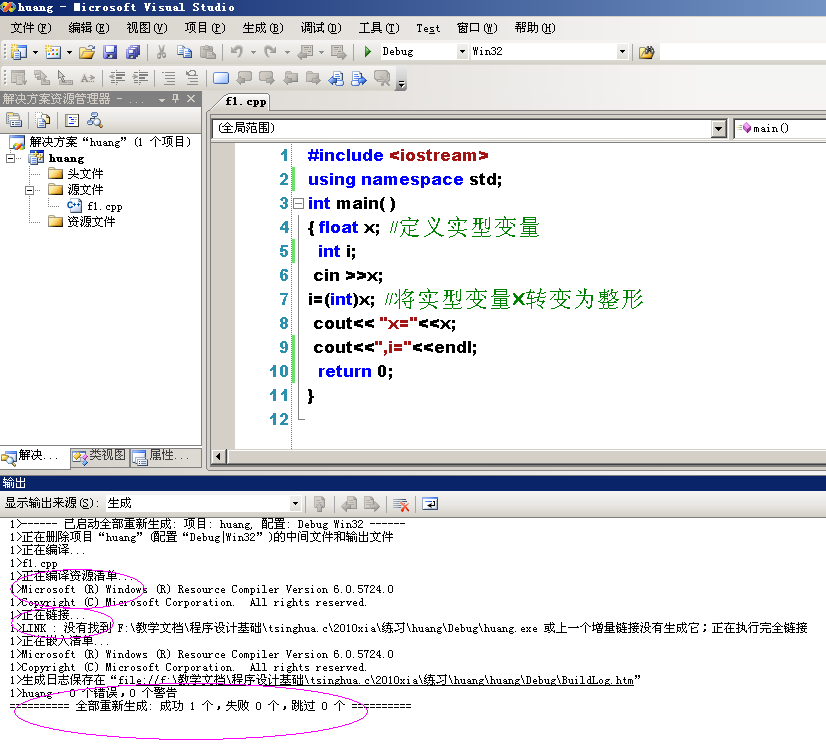 huang - Microsoft Visual Studio
文件(F) 编辑(E) 视图(V) 项目(P) 生成(B) 调试(D) 工具(T) Test 窗口(W) 帮助(H)
Debug Win32
解决方案资源管理器 - ...
解决方案“huang”(1 个项目)
huang
头文件
源文件
f1.cpp
资源文件
解决... 类视图 属性...
f1.cpp
(全局范围) main()
1 #include <iostream>
2 using namespace std;
3 int main( )
4 { float x; //定义实型变量
5 int i;
6 cin >>x;
7 i=(int)x; //将实型变量X转变为整形
8 cout<< "x="<<x;
9 cout<<",i="<<endl;
10 return 0;
11 }
12
输出
显示输出来源(S): 生成
1>------ 已启动全部重新生成: 项目: huang, 配置: Debug Win32 ------
1>正在删除项目“huang”(配置“Debug|Win32”)的中间文件和输出文件
1>正在编译...
1>f1.cpp
1>正在编译资源清单...
1>Microsoft (R) Windows (R) Resource Compiler Version 6.0.5724.0
1>Copyright (C) Microsoft Corporation. All rights reserved.
1>正在链接...
1>LINK : 没有找到 F:\教学文档\程序设计基础\tsinghua.c\2010xia\练习\huang\Debug\huang.exe 或上一个增量链接没有生成它；正在执行完全链接
1>正在嵌入清单...
1>Microsoft (R) Windows (R) Resource Compiler Version 6.0.5724.0
1>Copyright (C) Microsoft Corporation. All rights reserved.
1>生成日志保存在“file://f:\教学文档\程序设计基础\tsinghua.c\2010xia\练习\huang\huang\Debug\BuildLog.htm”
1>huang - 0 个错误，0 个警告
========== 全部重新生成: 成功 1 个，失败 0 个，跳过 0 个 ==========